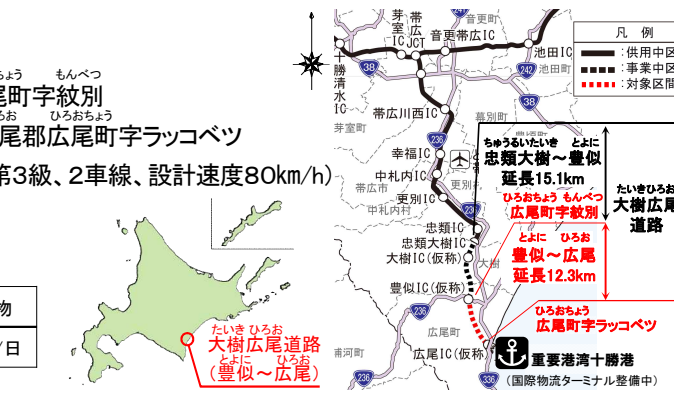 ちょう もんべつ
尾町字紋別
ろお ひろおちょう
尾郡広尾町字ラッコベツ
第3級、2車線、設計速度80km/h)
物
/日
たいき ひろお
大樹広尾道路
とよに ひろお
(豊似~広尾)
凡 例
:供用中区
:事業中区
:対象区間
芽室IC
帯広JCT
音更町
音更帯広IC
池田IC
池田町
242
38
38
十勝清水IC
芽室町
帯広川西IC
幕別町
豊頃町
236
幸福IC
中札内IC
更別IC
更別村
帯広市
中札内村
236
忠類IC
忠類大樹IC
大樹IC(仮称)
大樹
豊似IC(仮称)
236
広尾町
広尾IC(仮称)
浦河町
236
336
ちゅうるいたいき とよに
忠類大樹~豊似
延長15.1km
ひろおちょう もんべつ
広尾町字紋別
とよに ひろお
豊似~広尾
延長12.3km
たいきひろお
大樹広尾
道路
ひろおちょう
広尾町字ラッコベツ
重要港湾十勝港
(国際物流ターミナル整備中)